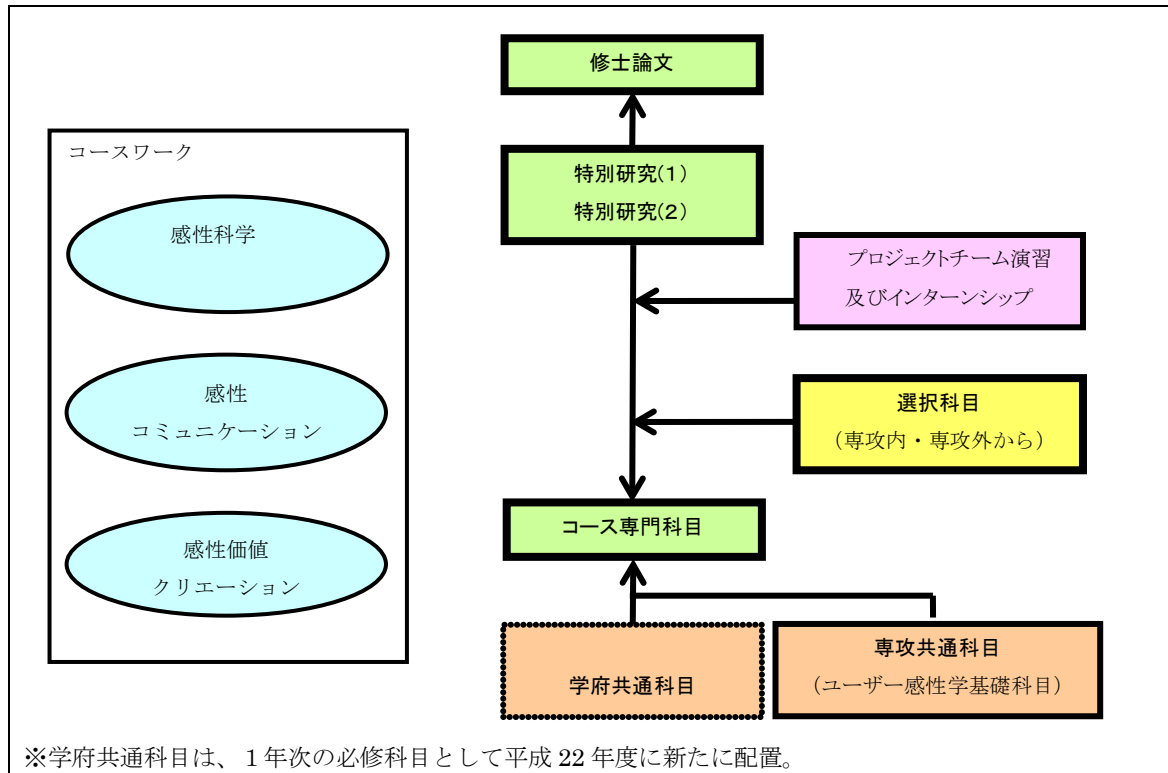 コースワーク
感性科学
感性
コミュニケーション
感性価値
クリエーション
修士論文
特別研究(1)
特別研究(2)
プロジェクトチーム演習
及びインターンシップ
選択科目
（専攻内・専攻外から）
コース専門科目
学府共通科目
専攻共通科目
（ユーザー感性学基礎科目）
※学府共通科目は、１年次の必修科目として平成 22 年度に新たに配置。